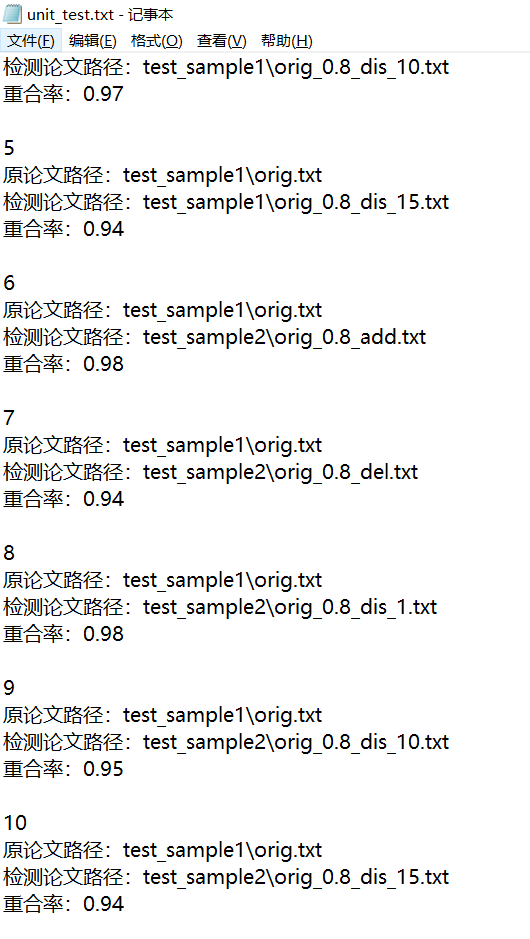 unit_test.txt - 记事本
文件(F) 编辑(E) 格式(O) 查看(V) 帮助(H)
检测论文路径：test_sample1\orig_0.8_dis_10.txt
重合率：0.97
5
原论文路径：test_sample1\orig.txt
检测论文路径：test_sample1\orig_0.8_dis_15.txt
重合率：0.94
6
原论文路径：test_sample1\orig.txt
检测论文路径：test_sample2\orig_0.8_add.txt
重合率：0.98
7
原论文路径：test_sample1\orig.txt
检测论文路径：test_sample2\orig_0.8_del.txt
重合率：0.94
8
原论文路径：test_sample1\orig.txt
检测论文路径：test_sample2\orig_0.8_dis_1.txt
重合率：0.98
9
原论文路径：test_sample1\orig.txt
检测论文路径：test_sample2\orig_0.8_dis_10.txt
重合率：0.95
10
原论文路径：test_sample1\orig.txt
检测论文路径：test_sample2\orig_0.8_dis_15.txt
重合率：0.94